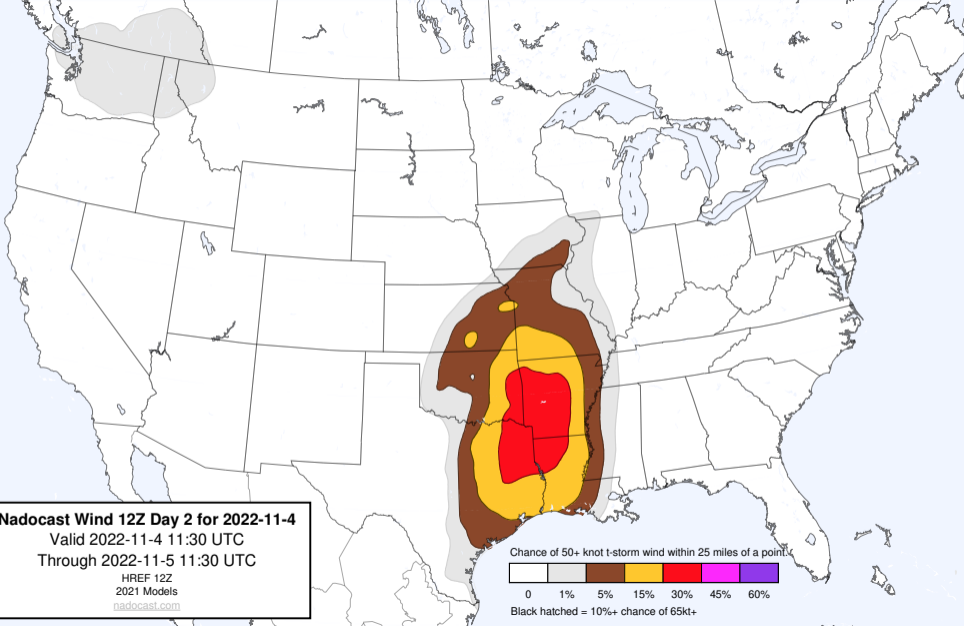 Nadocast Wind 12Z Day 2 for 2022-11-4
Valid 2022-11-4 11:30 UTC
Through 2022-11-5 11:30 UTC
HREF 12Z
2021 Models
nadocast.com
Chance of 50+ knot t-storm wind within 25 miles of a point.
0 1% 5% 15% 30% 45% 60%
Black hatched = 10%+ chance of 65kt+